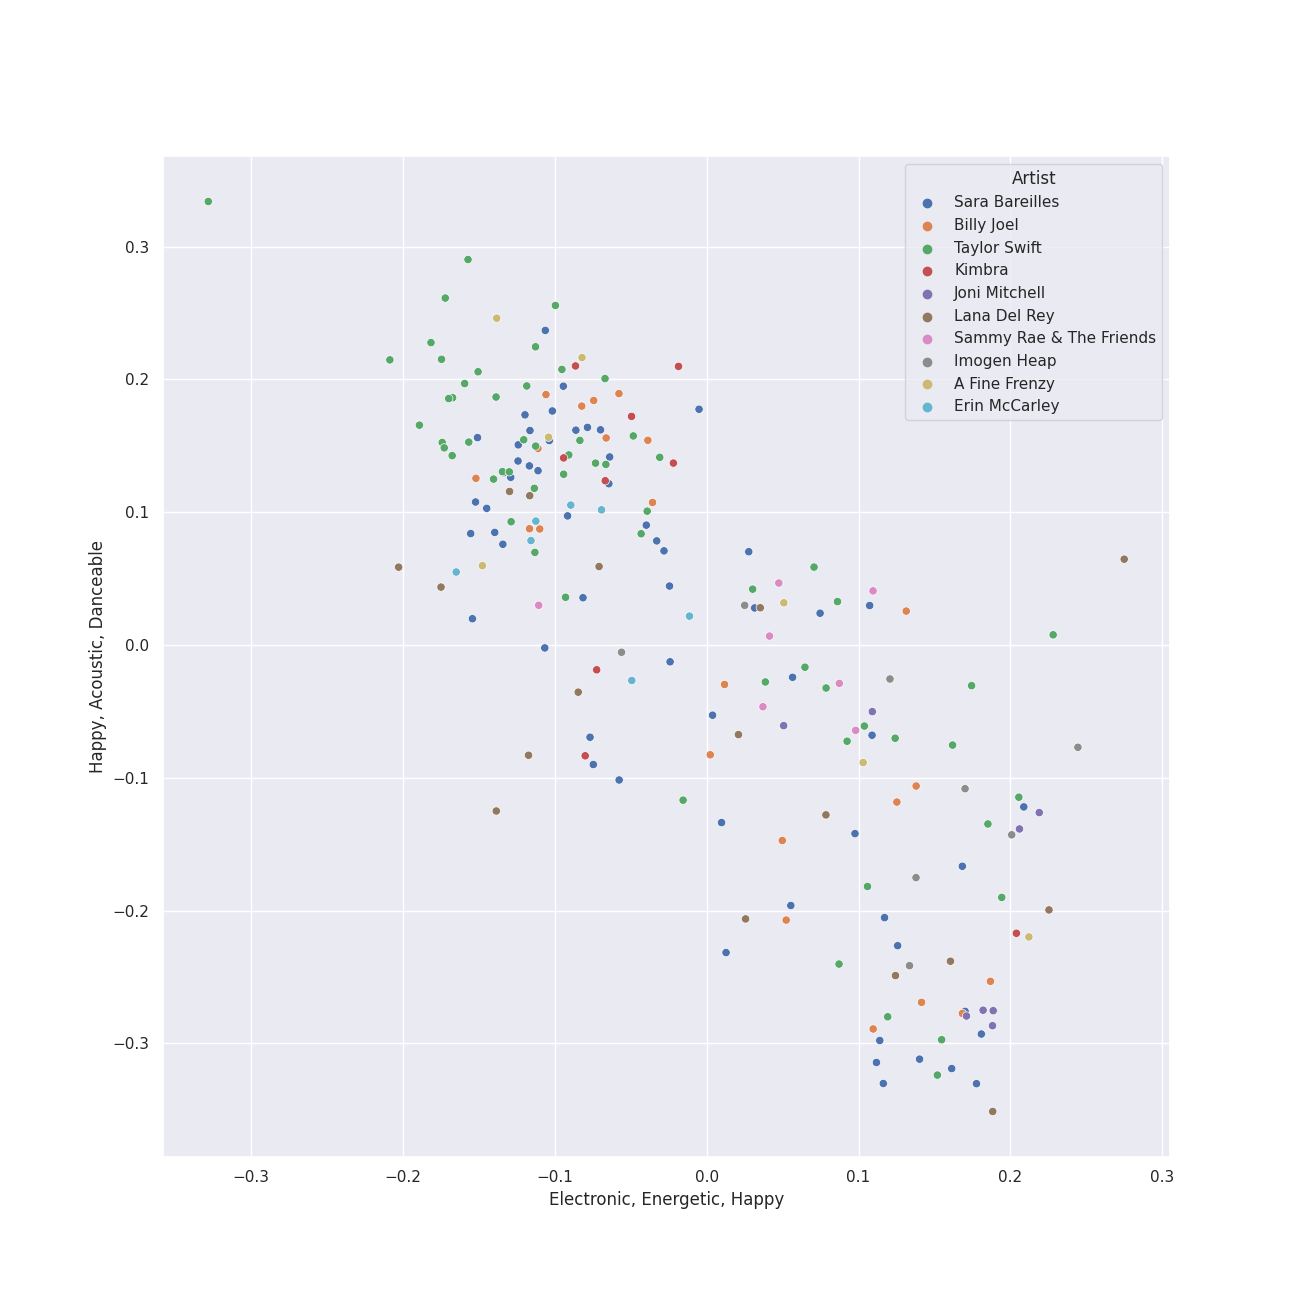 Artist
Sara Bareilles
Billy Joel
Taylor Swift
Kimbra
Joni Mitchell
Lana Del Rey
Sammy Rae & The Friends
Imogen Heap
A Fine Frenzy
Erin McCarley
0.3
0.2
0.1
0.0
−0.1
−0.2
−0.3
Happy, Acoustic, Danceable
−0.3 −0.2 −0.1 0.0 0.1 0.2 0.3
Electronic, Energetic, Happy